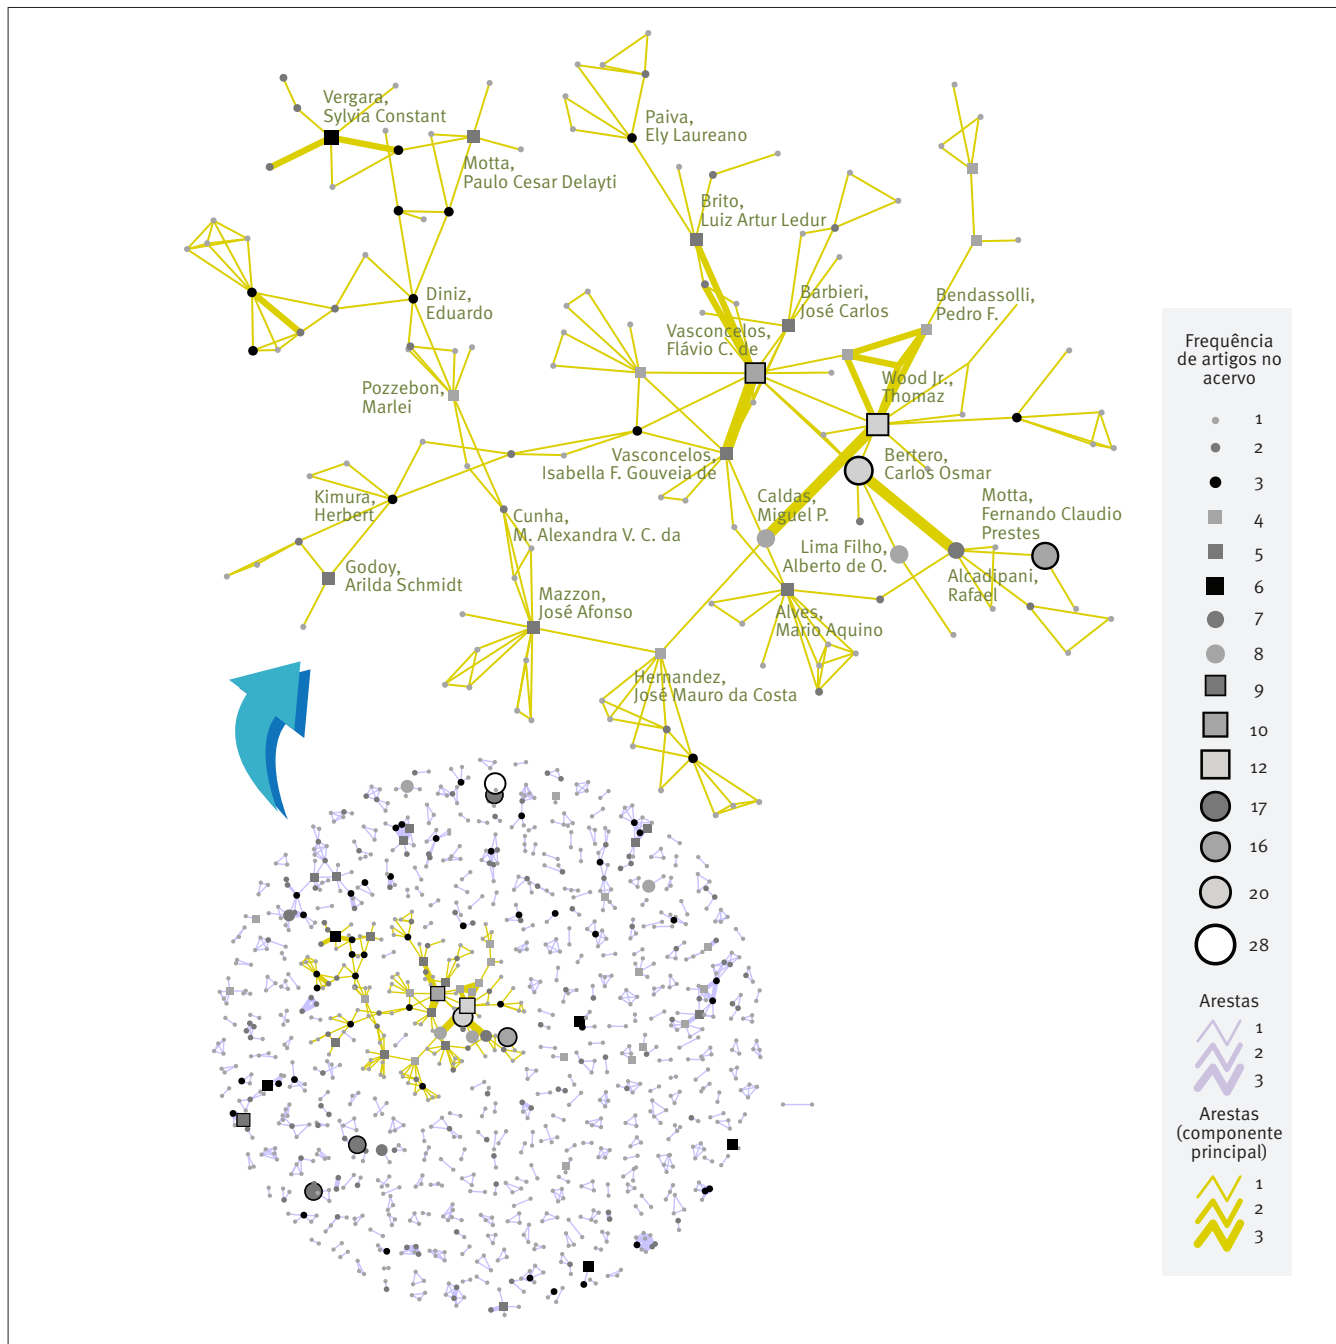 Vergara,
Sylvia Constant
Motta,
Paulo Cesar Delayti
Paiva,
Ely Laureano
Brito,
Luiz Artur Ledur
Diniz,
Eduardo
Barbieri,
José Carlos
Bendassolli,
Pedro F.
Vasconcelos,
Flávio C. de
Pozzebon,
Marlei
Wood Jr.,
Thomaz
Vasconcelos,
Isabella F. Gouveia de
Bertero,
Carlos Osmar
Kimura,
Herbert
Caldas,
Miguel P.
Motta,
Fernando Claudio
Prestes
Cunha,
M. Alexandra V. C. da
Lima Filho,
Alberto de O.
Godoy,
Arilda Schmidt
Alcadipani,
Rafael
Mazzon,
José Afonso
Alves,
Mario Aquino
Hernandez,
José Mauro da Costa
Frequência
de artigos no
acervo
1
2
3
4
5
6
7
8
9
10
12
17
16
20
28
Arestas
1
2
3
Arestas
(componente
principal)
1
2
3